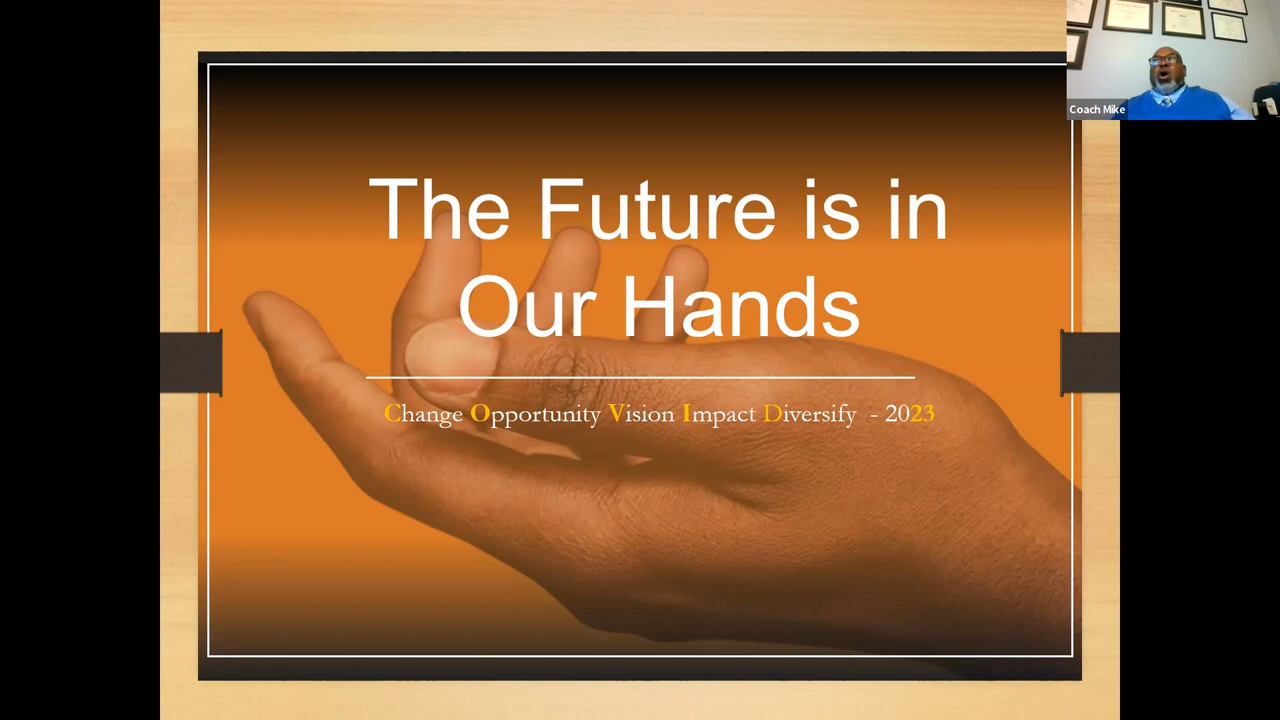 Coach Mike
The Future is in
Our Hands
Change Opportunity Vision Impact Diversify - 2023